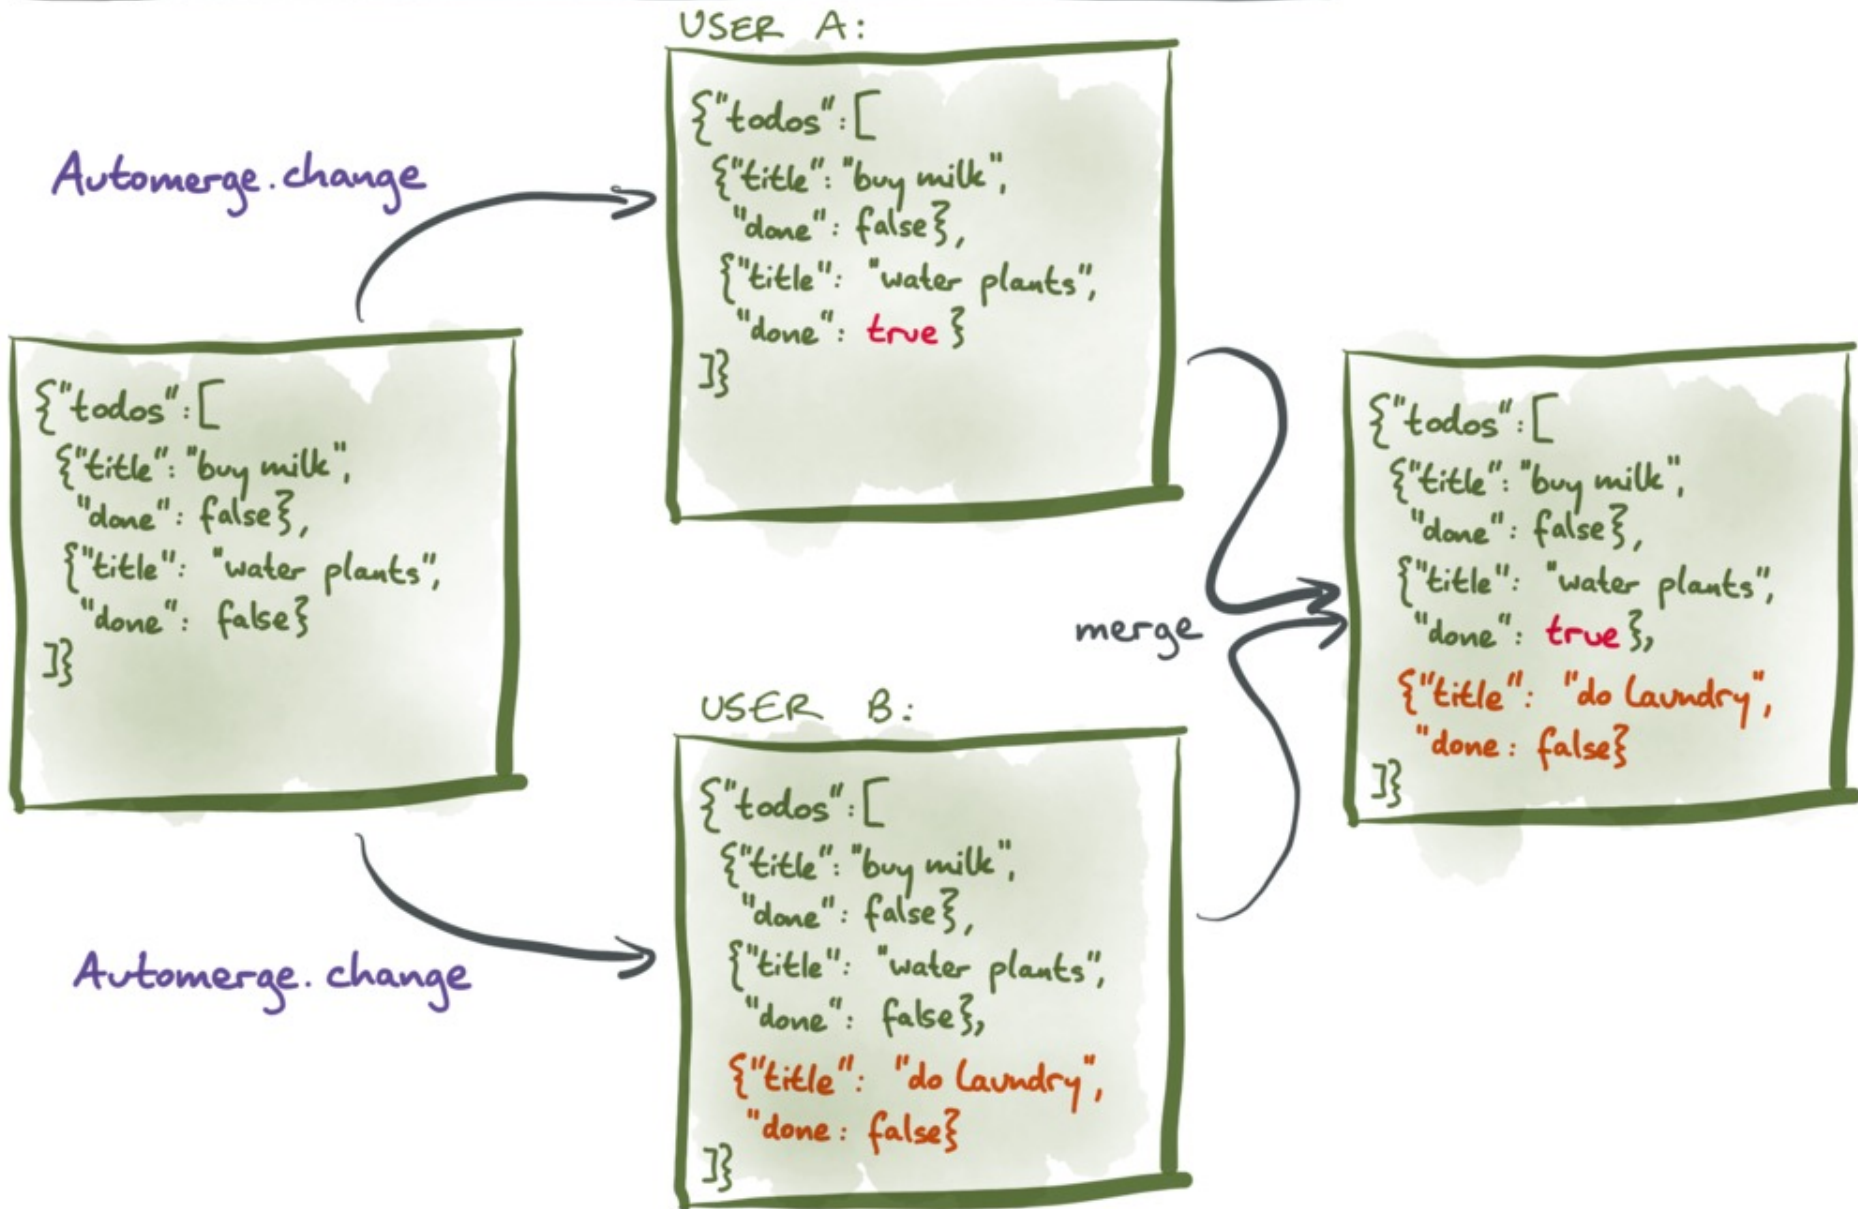 Automerge.change
{"todos":[
{"title": "buy milk",
"done": false},
{"title": "water plants",
"done": false}
]}
Automerge.change
USER A:
{"todos":[
{"title": "buy milk",
"done": false},
{"title": "water plants",
"done": true}
]}
USER B:
{"todos":[
{"title": "buy milk",
"done": false},
{"title": "water plants",
"done": false},
{"title": "do laundry",
"done: false}
]}
merge
{"todos":[
{"title": "buy milk",
"done": false},
{"title": "water plants",
"done": true},
{"title": "do laundry",
"done: false}
]}